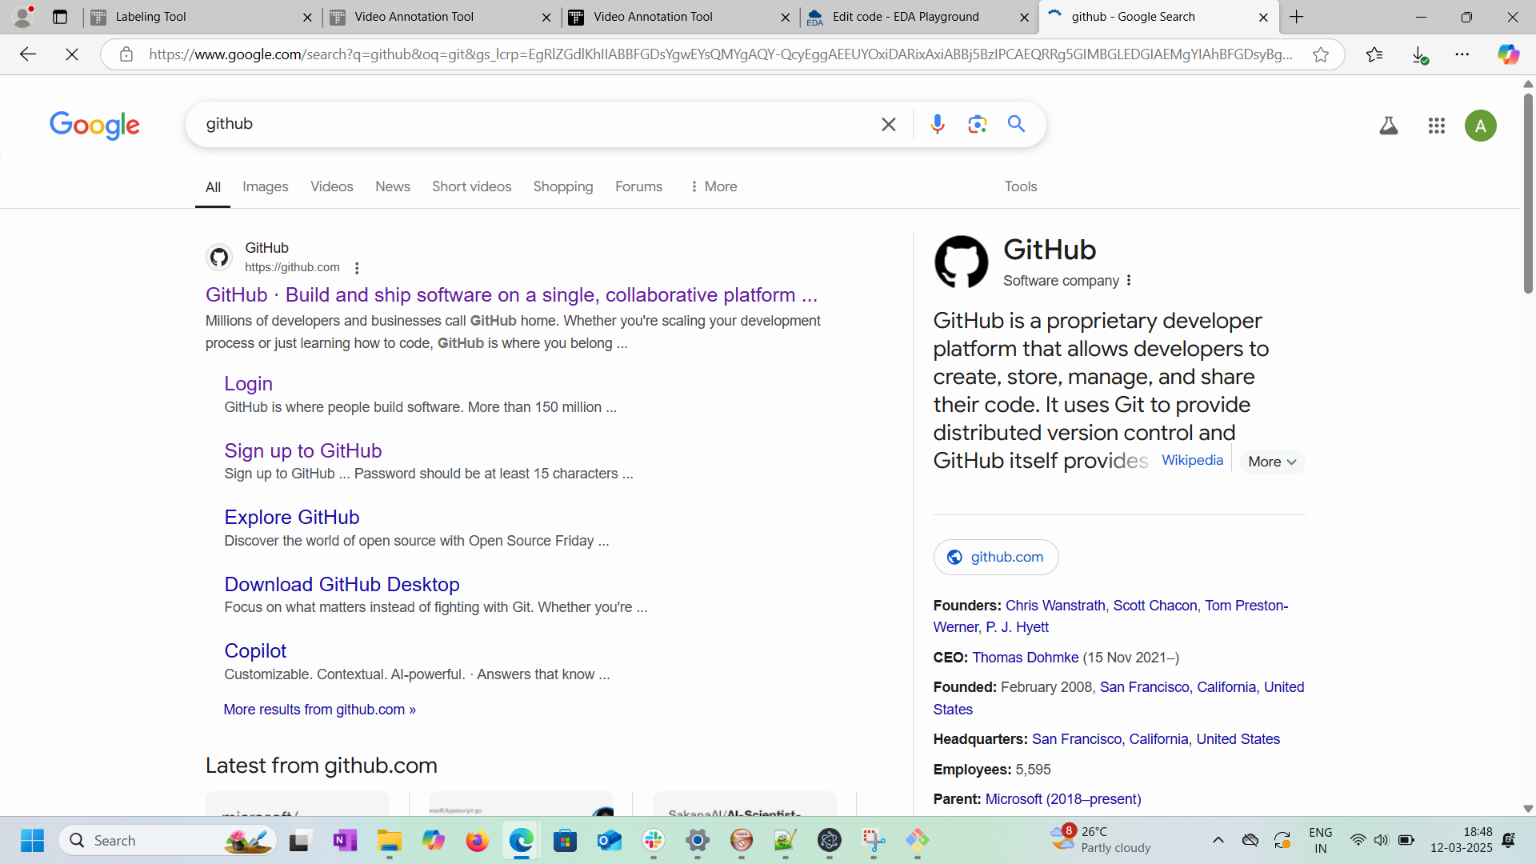 Labeling Tool
Video Annotation Tool
Video Annotation Tool
EDA
Edit code - EDA Playground
github - Google Search
https://www.google.com/search?q=github&oq=git&gs_lcrp=EgRlZGdlKhIIABBFGDsYgwEYsQMYgAQY-QcyEggAEEUYOxiDARixAxiABBj5BzIPCAEQRRg5GIMBGLEDGIAEMgYIAhBFGDsyBg...
Google
github
A
All
Images
Videos
News
Short videos
Shopping
Forums
More
Tools
GitHub
https://github.com
GitHub · Build and ship software on a single, collaborative platform ...
Millions of developers and businesses call GitHub home. Whether you're scaling your development
process or just learning how to code, GitHub is where you belong ...
Login
GitHub is where people build software. More than 150 million ...
Sign up to GitHub
Sign up to GitHub ... Password should be at least 15 characters ...
Explore GitHub
Discover the world of open source with Open Source Friday ...
Download GitHub Desktop
Focus on what matters instead of fighting with Git. Whether you're ...
Copilot
Customizable. Contextual. AI-powered. · Answers that know ...
More results from github.com »
Latest from github.com
microsoft/
SakanaAI/AI-Scientist-
GitHub
Software company
GitHub is a proprietary developer
platform that allows developers to
create, store, manage, and share
their code. It uses Git to provide
distributed version control and
GitHub itself provides Wikipedia
More
github.com
Founders: Chris Wanstrath, Scott Chacon, Tom Preston-
Werner, P. J. Hyett
CEO: Thomas Dohmke (15 Nov 2021–)
Founded: February 2008, San Francisco, California, United
States
Headquarters: San Francisco, California, United States
Employees: 5,595
Parent: Microsoft (2018–present)
Search
N
8
26°C
Partly cloudy
ENG
IN
18:48
12-03-2025